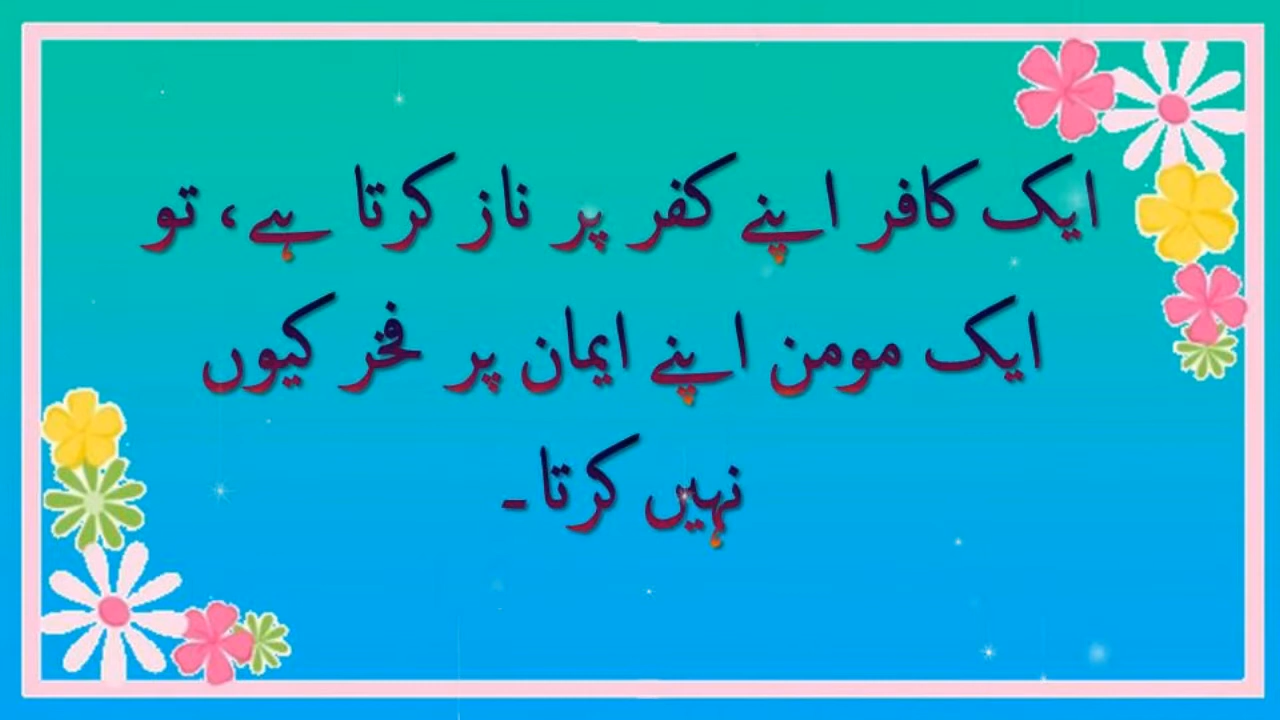 ایک کافر اپنے کفر پر ناز کرتا ہے، تو
ایک مومن اپنے ایمان پر فخر کیوں
نہیں کرتا۔